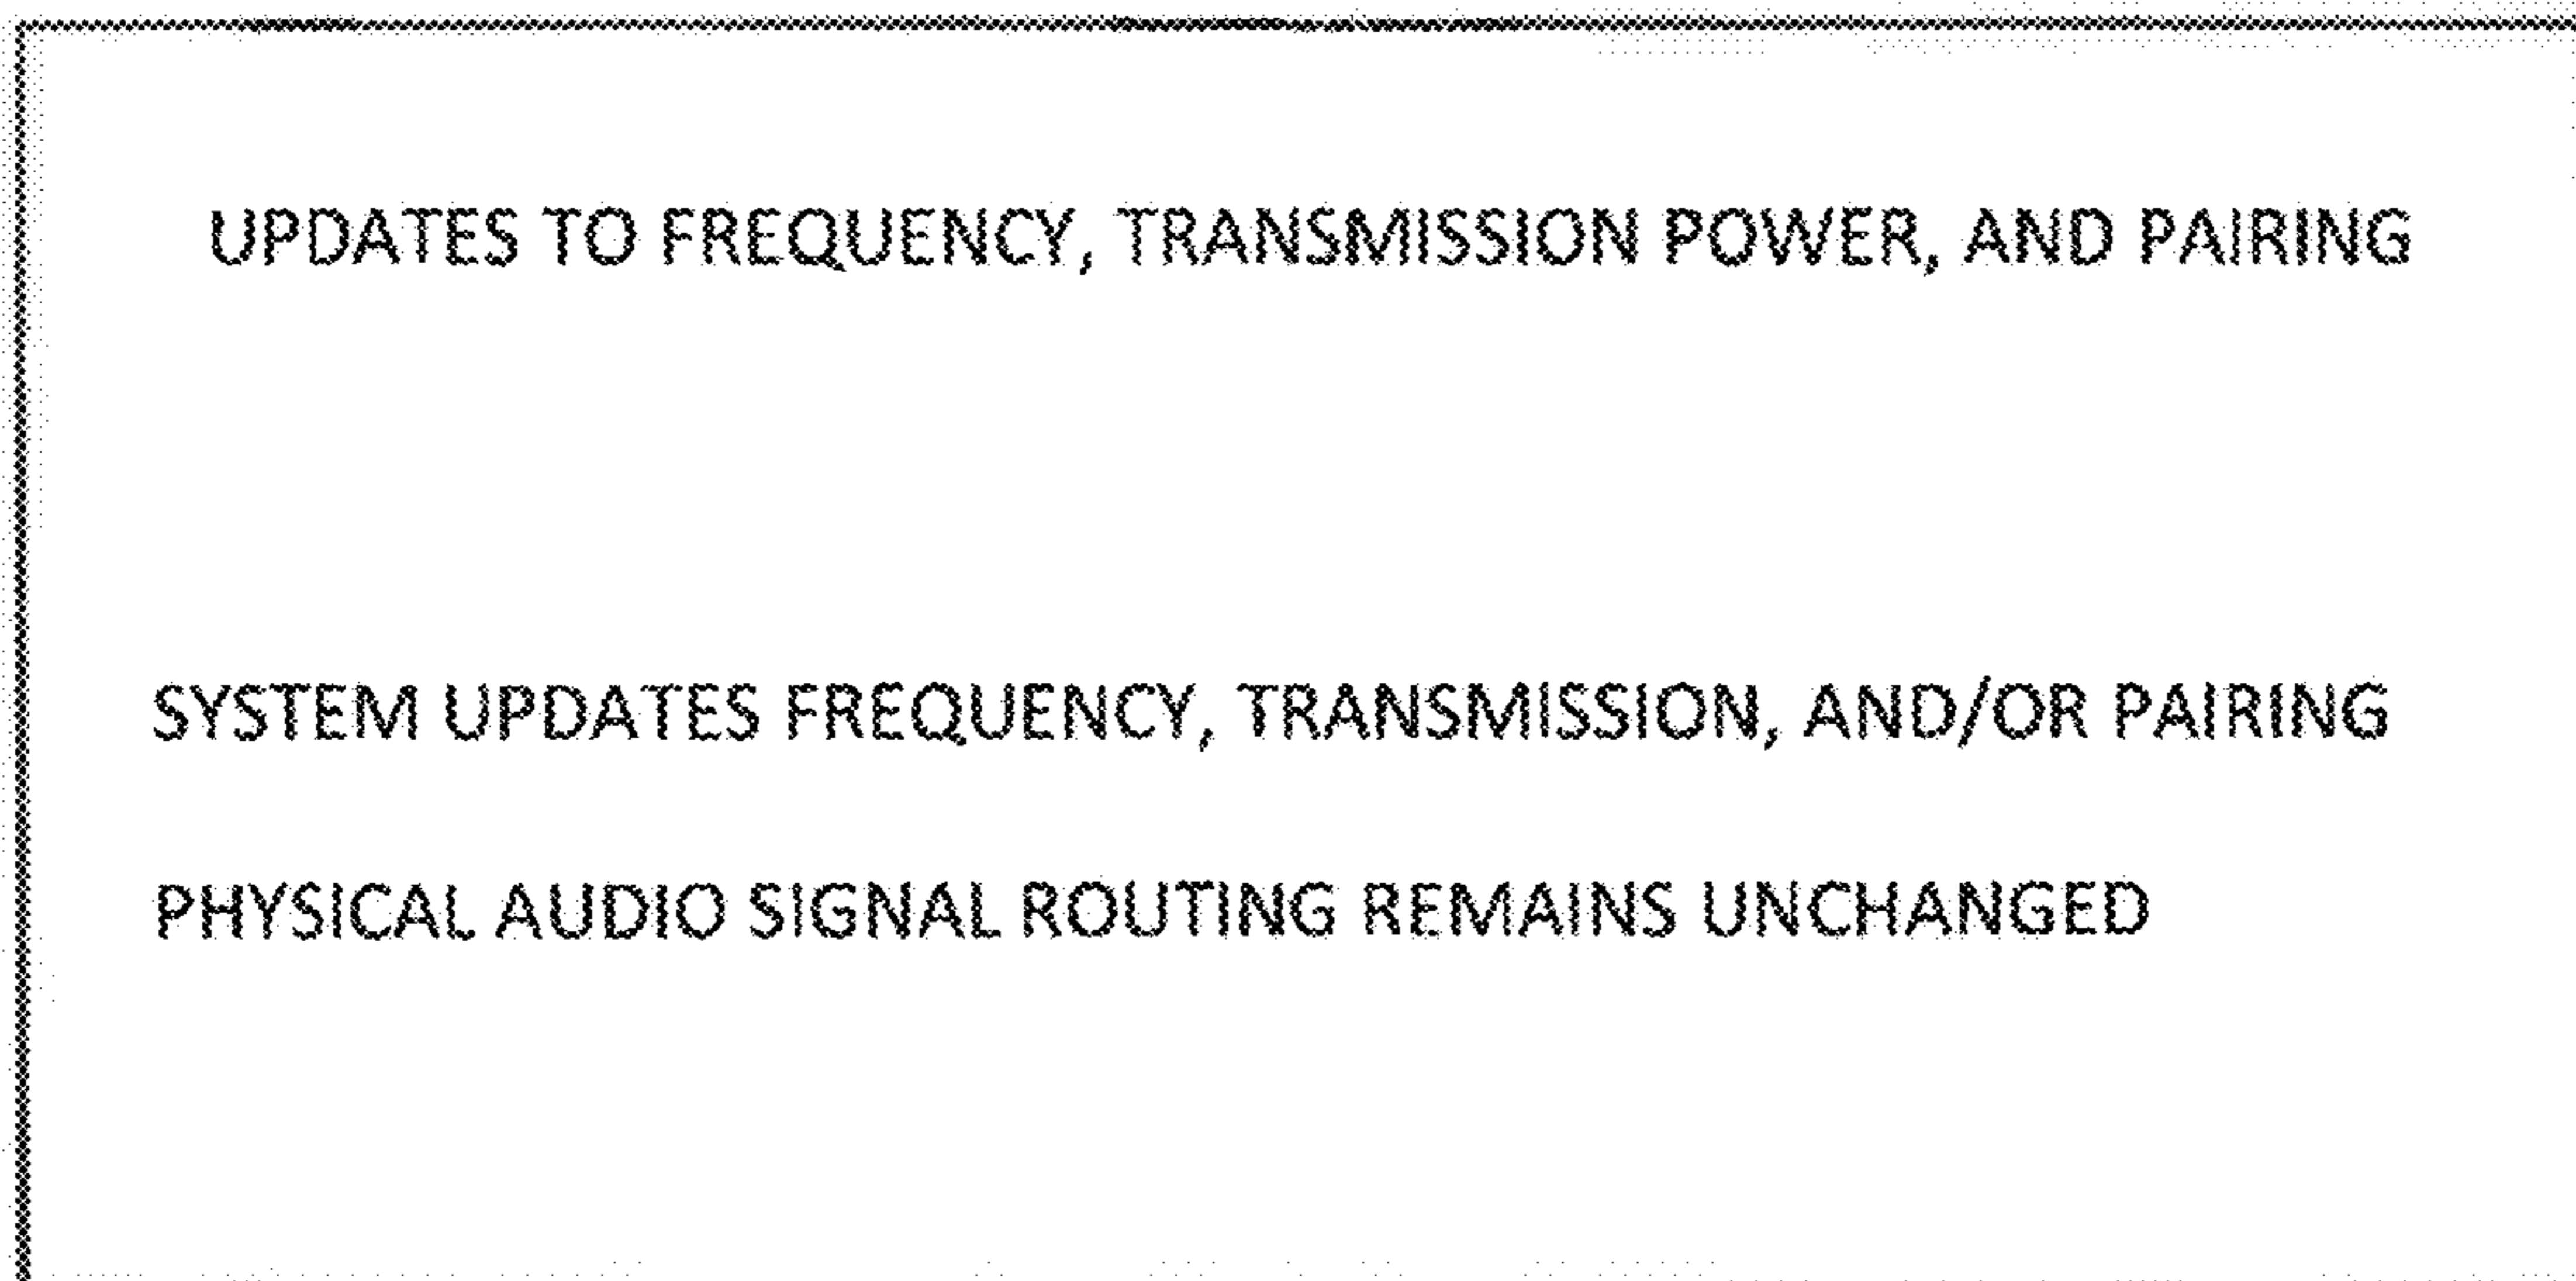 UPDATES TO FREQUENCY, TRANSMISSION POWER, AND PAIRING
SYSTEM UPDATES FREQUENCY, TRANSMISSION, AND/OR PAIRING
PHYSICAL AUDIO SIGNAL ROUTING REMAINS UNCHANGED